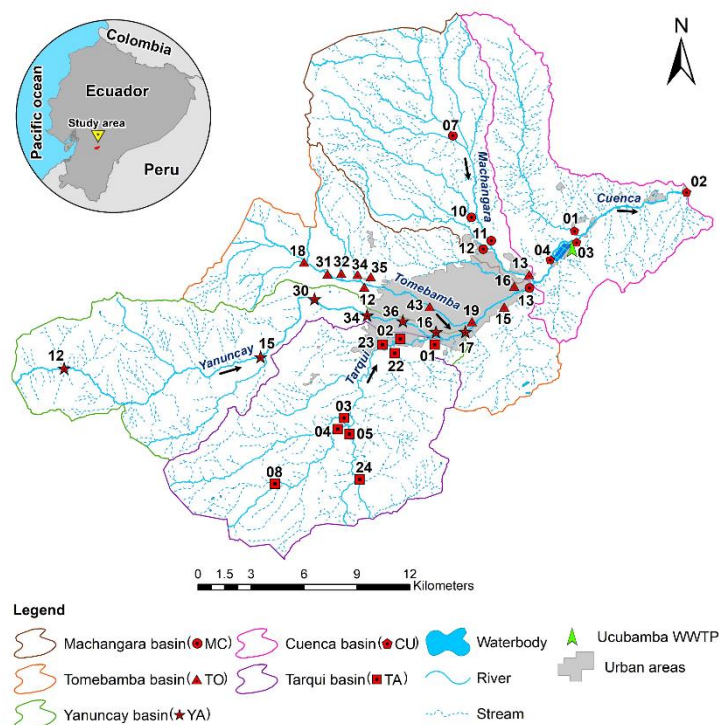 Colombia
Ecuador
Pacific ocean
Study area
Peru
N
07
Machangara
02
Cuenca
10
01
11
12
04
03
18
31 32 34 35
13
Tomebamba
30
12
16
13
43
34
36
16
19
15
02
23
17
12
15
Yanuncay
Tarqui
22
01
03
04
05
08
24
0 1.5 3 6 9 12
Kilometers
Legend
Machangara basin( MC)
Cuenca basin( CU)
Waterbody
Ucubamba WWTP
Tomebamba basin( TO)
Tarqui basin( TA)
River
Urban areas
Yanuncay basin( YA)
Stream